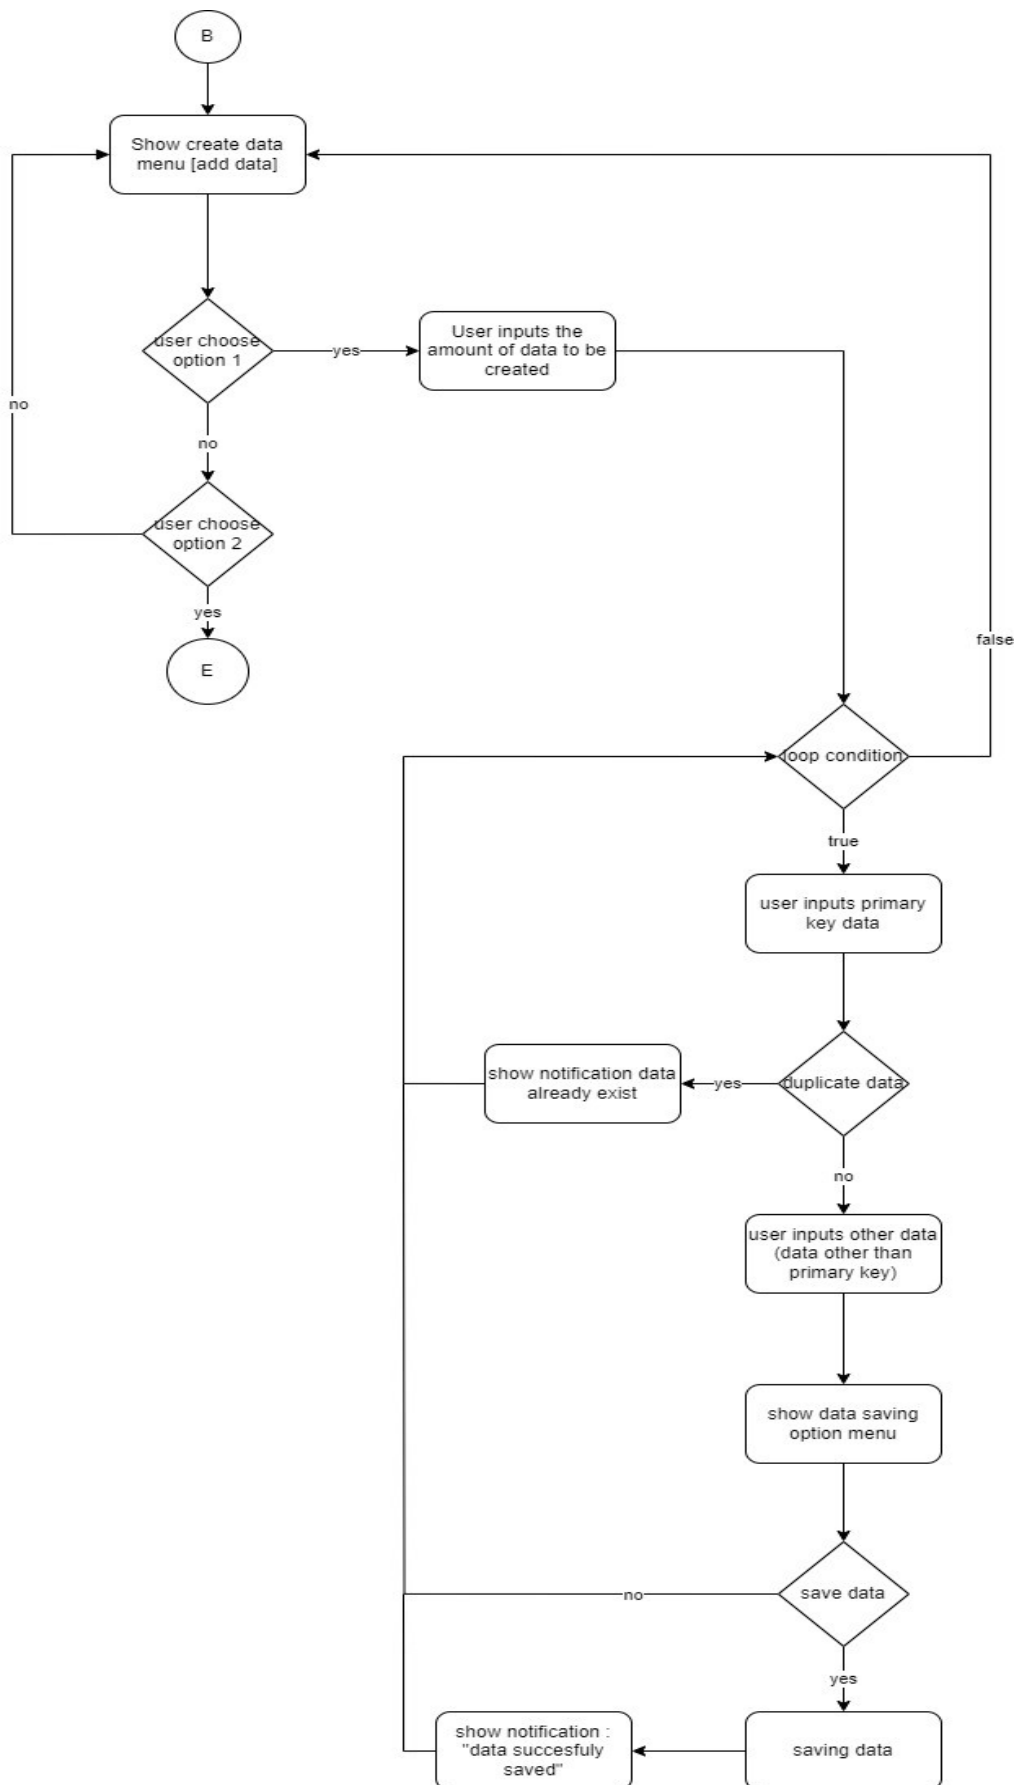 B
Show create data
menu [add data]
user choose
option 1
yes
User inputs the
amount of data to be
created
no
no
user choose
option 2
yes
E
false
loop condition
true
user inputs primary
key data
show notification data
already exist
yes
duplicate data
no
user inputs other data
(data other than
primary key)
show data saving
option menu
no
save data
yes
show notification :
"data succesfuly
saved"
saving data